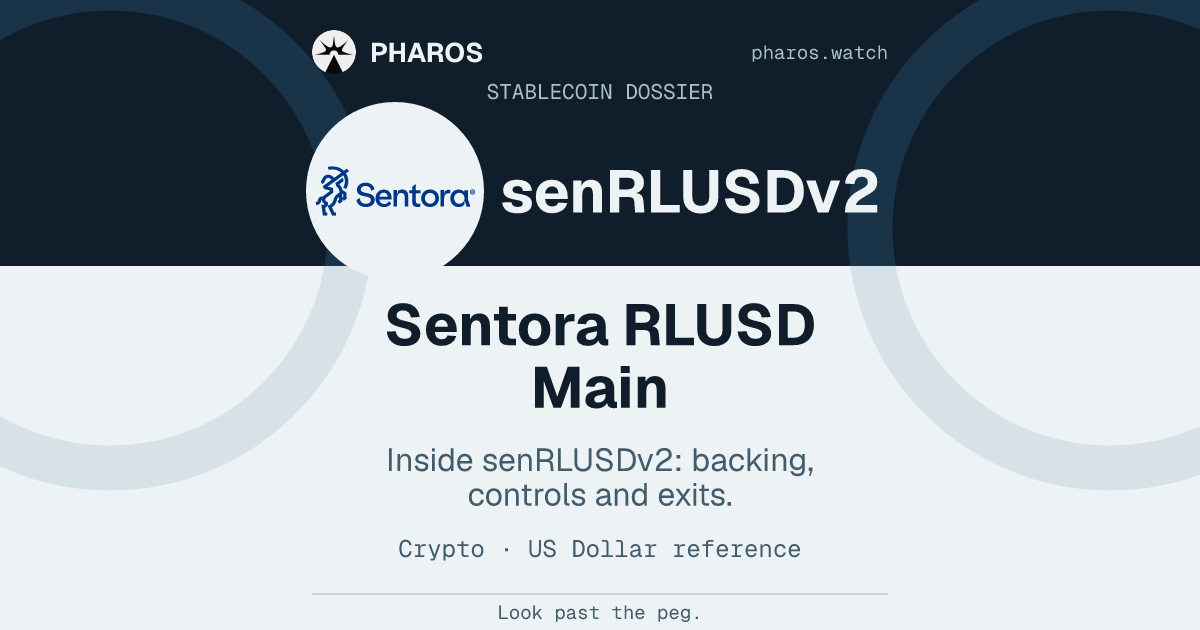 PHAROS
pharos.watch
STABLECOIN DOSSIER
Sentora®
senRLUSDv2
Sentora RLUSD
Main
Inside senRLUSDv2: backing,
controls and exits.
Crypto · US Dollar reference
Look past the peg.